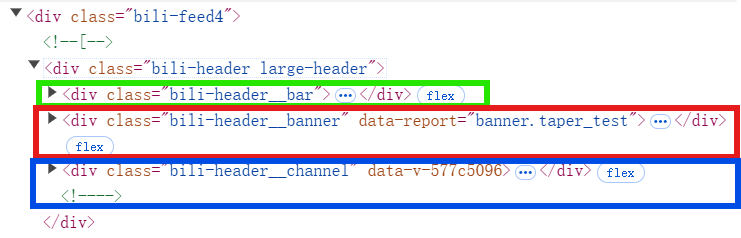 ▼<div class="bili-feed4">
<!--[-->
▼<div class="bili-header large-header">
▶<div class="bili-header__bar">⋯</div> flex
▶<div class="bili-header__banner" data-report="banner.taper_test">⋯</div>
flex
▶<div class="bili-header__channel" data-v-577c5096>⋯</div> flex
<!---->
</div>